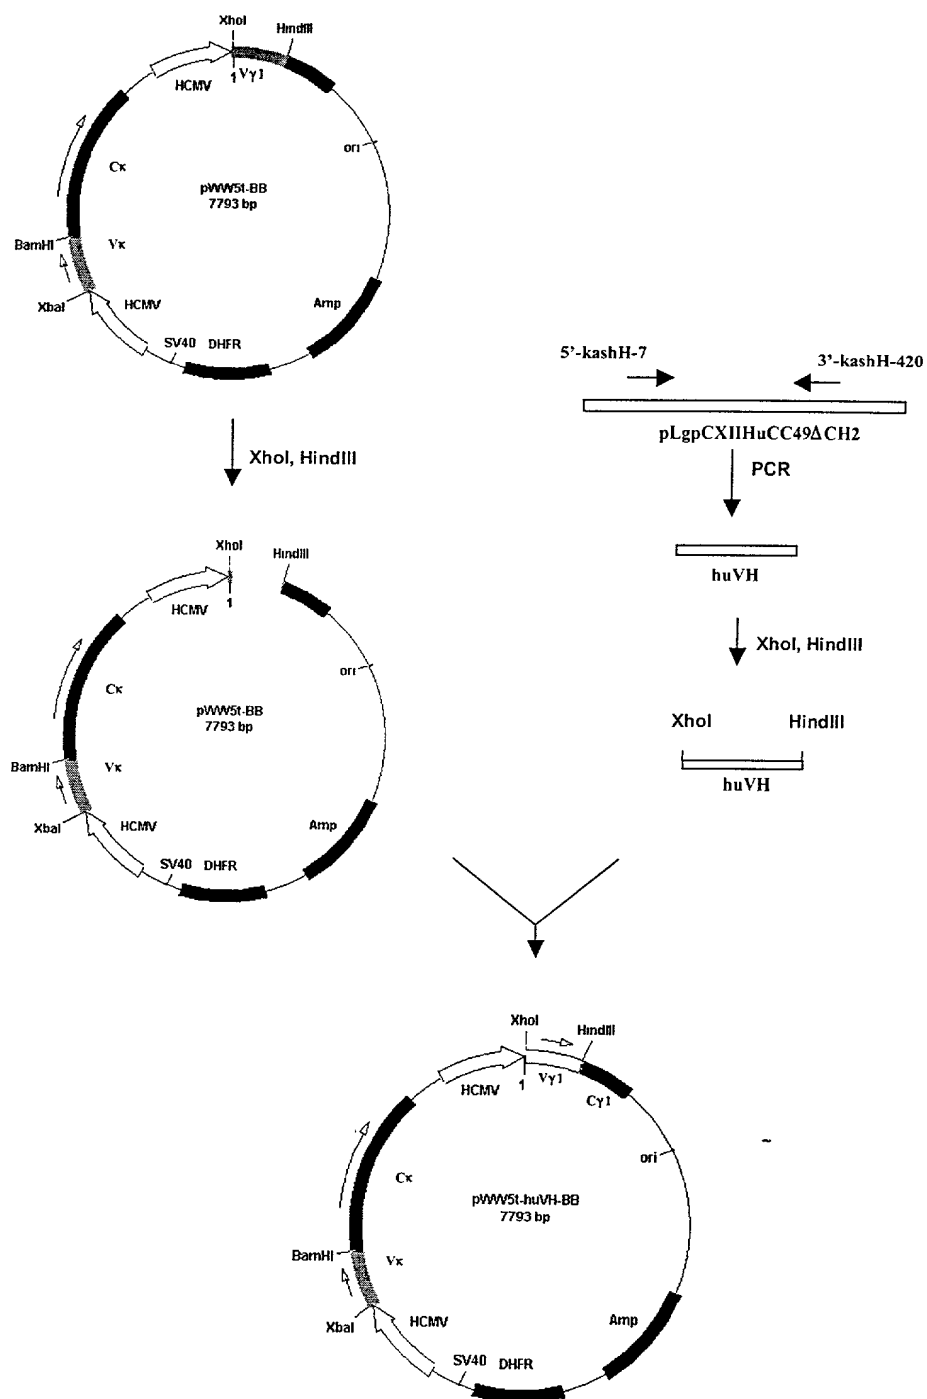 XhoI
HindIII
HCMV
1
Vγ1
ori
Cκ
pWW5t-BB
7793 bp
BamHI
Vκ
XbaI
HCMV
Amp
SV40
DHFR
XhoI, HindIII
5'-kashH-7
3'-kashH-420
pLgpCXIIHuCC49ΔCH2
PCR
huVH
XhoI, HindIII
XhoI
HindIII
huVH
XhoI
HindIII
HCMV
1
ori
Cκ
pWW5t-BB
7793 bp
BamHI
Vκ
XbaI
HCMV
Amp
SV40
DHFR
XhoI
HindIII
HCMV
1
Vγ1
Cγ1
ori
Cκ
pWW5t-huVH-BB
7793 bp
BamHI
Vκ
XbaI
HCMV
Amp
SV40
DHFR